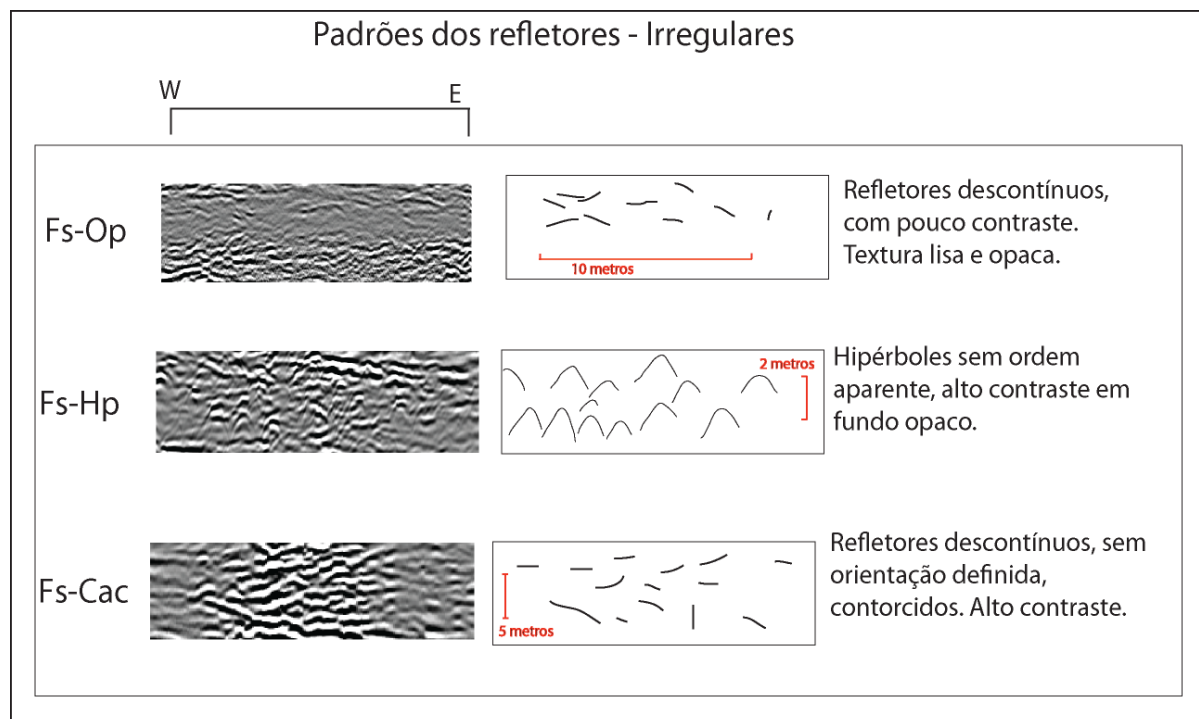 Padrões dos refletores - Irregulares
W
E
Fs-Op
10 metros
Refletores descontínuos,
com pouco contraste.
Textura lisa e opaca.
Fs-Hp
2 metros
Hipérboles sem ordem
aparente, alto contraste em
fundo opaco.
Fs-Cac
5 metros
Refletores descontínuos, sem
orientação definida,
contorcidos. Alto contraste.